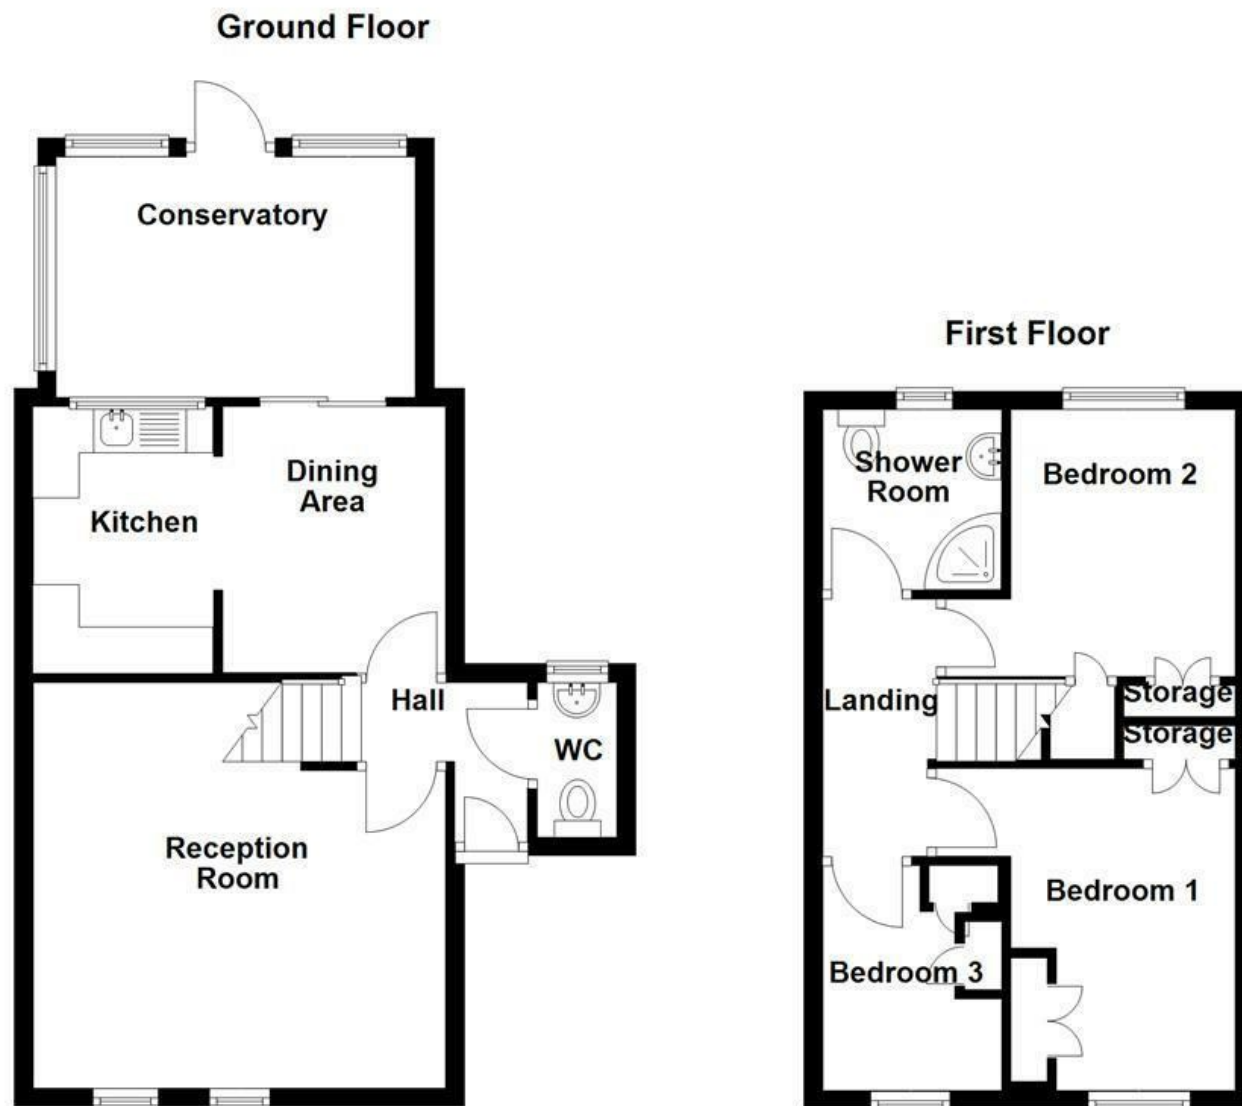 Ground Floor
Conservatory
Dining
Area
Kitchen
Hall
WC
Reception
Room
First Floor
Shower
Room
Bedroom 2
Landing
Storage
Storage
Bedroom 1
Bedroom 3